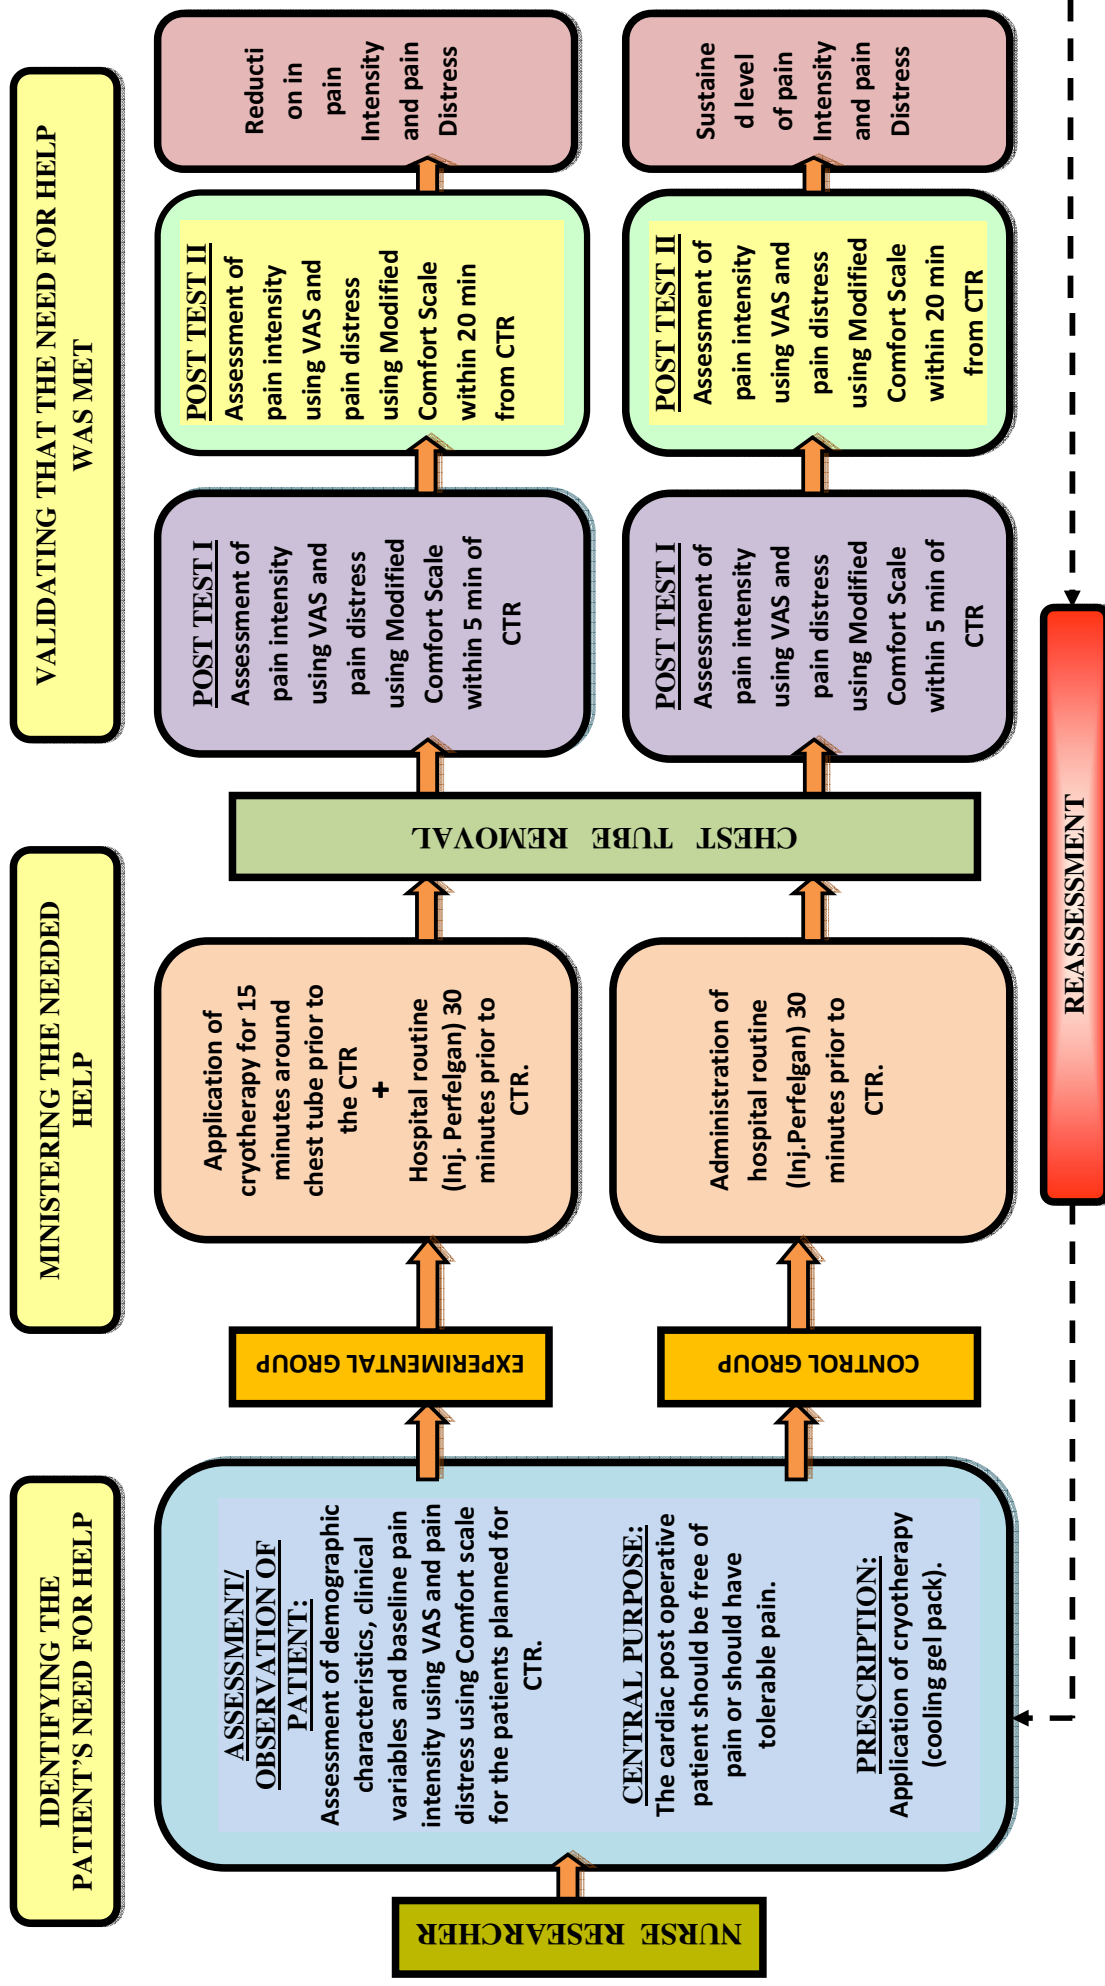 IDENTIFYING THE
PATIENT'S NEED FOR HELP
MINISTERING THE NEEDED
HELP
VALIDATING THAT THE NEED FOR HELP
WAS MET
NURSE RESEARCHER
ASSESSMENT/
OBSERVATION OF
PATIENT:
Assessment of demographic
characteristics, clinical
variables and baseline pain
intensity using VAS and pain
distress using Comfort scale
for the patients planned for
CTR.
CENTRAL PURPOSE:
The cardiac post operative
patient should be free of
pain or should have
tolerable pain.
PRESCRIPTION:
Application of cryotherapy
(cooling gel pack).
EXPERIMENTAL GROUP
Application of
cryotherapy for 15
minutes around
chest tube prior to
the CTR
+
Hospital routine
(Inj. Perfelgan) 30
minutes prior to
CTR.
CONTROL GROUP
Administration of
hospital routine
(Inj.Perfelgan) 30
minutes prior to
CTR.
CHEST TUBE REMOVAL
POST TEST I
Assessment of
pain intensity
using VAS and
pain distress
using Modified
Comfort Scale
within 5 min of
CTR
POST TEST II
Assessment of
pain intensity
using VAS and
pain distress
using Modified
Comfort Scale
within 20 min
from CTR
Reducti
on in
pain
Intensity
and pain
Distress
POST TEST I
Assessment of
pain intensity
using VAS and
pain distress
using Modified
Comfort Scale
within 5 min of
CTR
POST TEST II
Assessment of
pain intensity
using VAS and
pain distress
using Modified
Comfort Scale
within 20 min
from CTR
Sustaine
d level
of pain
Intensity
and pain
Distress
REASSESSMENT